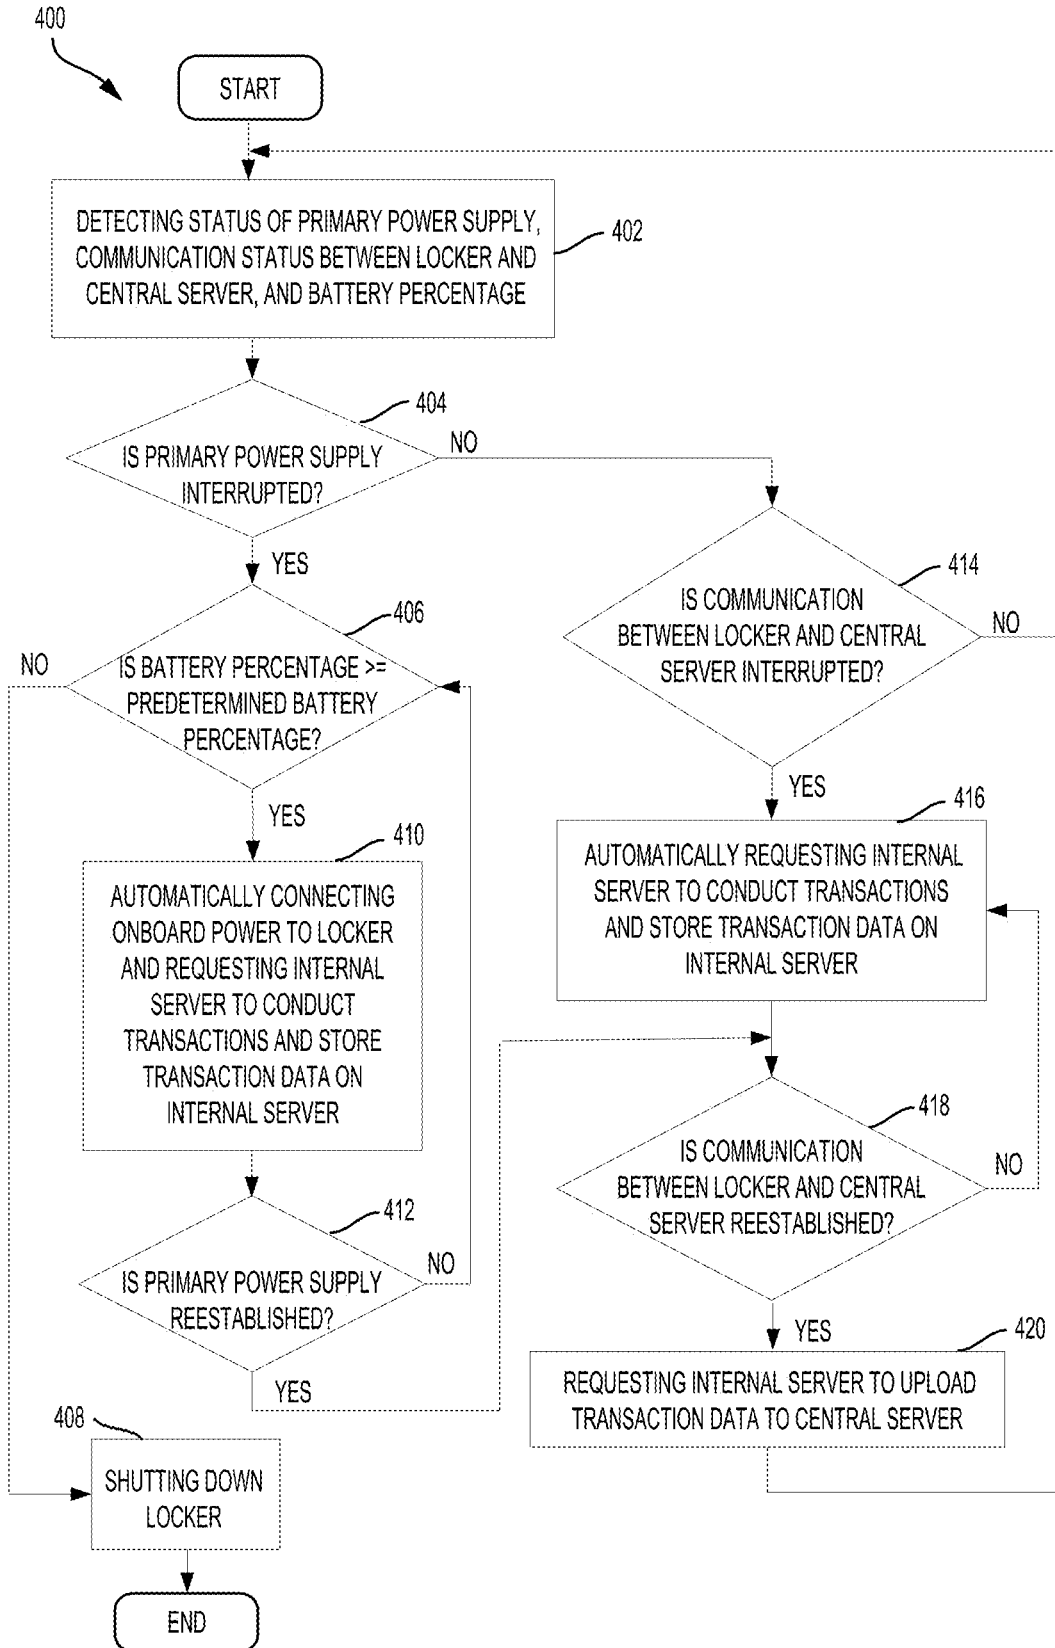 400
START
DETECTING STATUS OF PRIMARY POWER SUPPLY,
COMMUNICATION STATUS BETWEEN LOCKER AND
CENTRAL SERVER, AND BATTERY PERCENTAGE
402
404
IS PRIMARY POWER SUPPLY
INTERRUPTED?
NO
YES
406
IS BATTERY PERCENTAGE >=
PREDETERMINED BATTERY
PERCENTAGE?
NO
YES
410
AUTOMATICALLY CONNECTING
ONBOARD POWER TO LOCKER
AND REQUESTING INTERNAL
SERVER TO CONDUCT
TRANSACTIONS AND STORE
TRANSACTION DATA ON
INTERNAL SERVER
412
IS PRIMARY POWER SUPPLY
REESTABLISHED?
NO
YES
408
SHUTTING DOWN
LOCKER
END
414
IS COMMUNICATION
BETWEEN LOCKER AND CENTRAL
SERVER INTERRUPTED?
NO
YES
416
AUTOMATICALLY REQUESTING INTERNAL
SERVER TO CONDUCT TRANSACTIONS
AND STORE TRANSACTION DATA ON
INTERNAL SERVER
418
IS COMMUNICATION
BETWEEN LOCKER AND CENTRAL
SERVER REESTABLISHED?
NO
YES
420
REQUESTING INTERNAL SERVER TO UPLOAD
TRANSACTION DATA TO CENTRAL SERVER